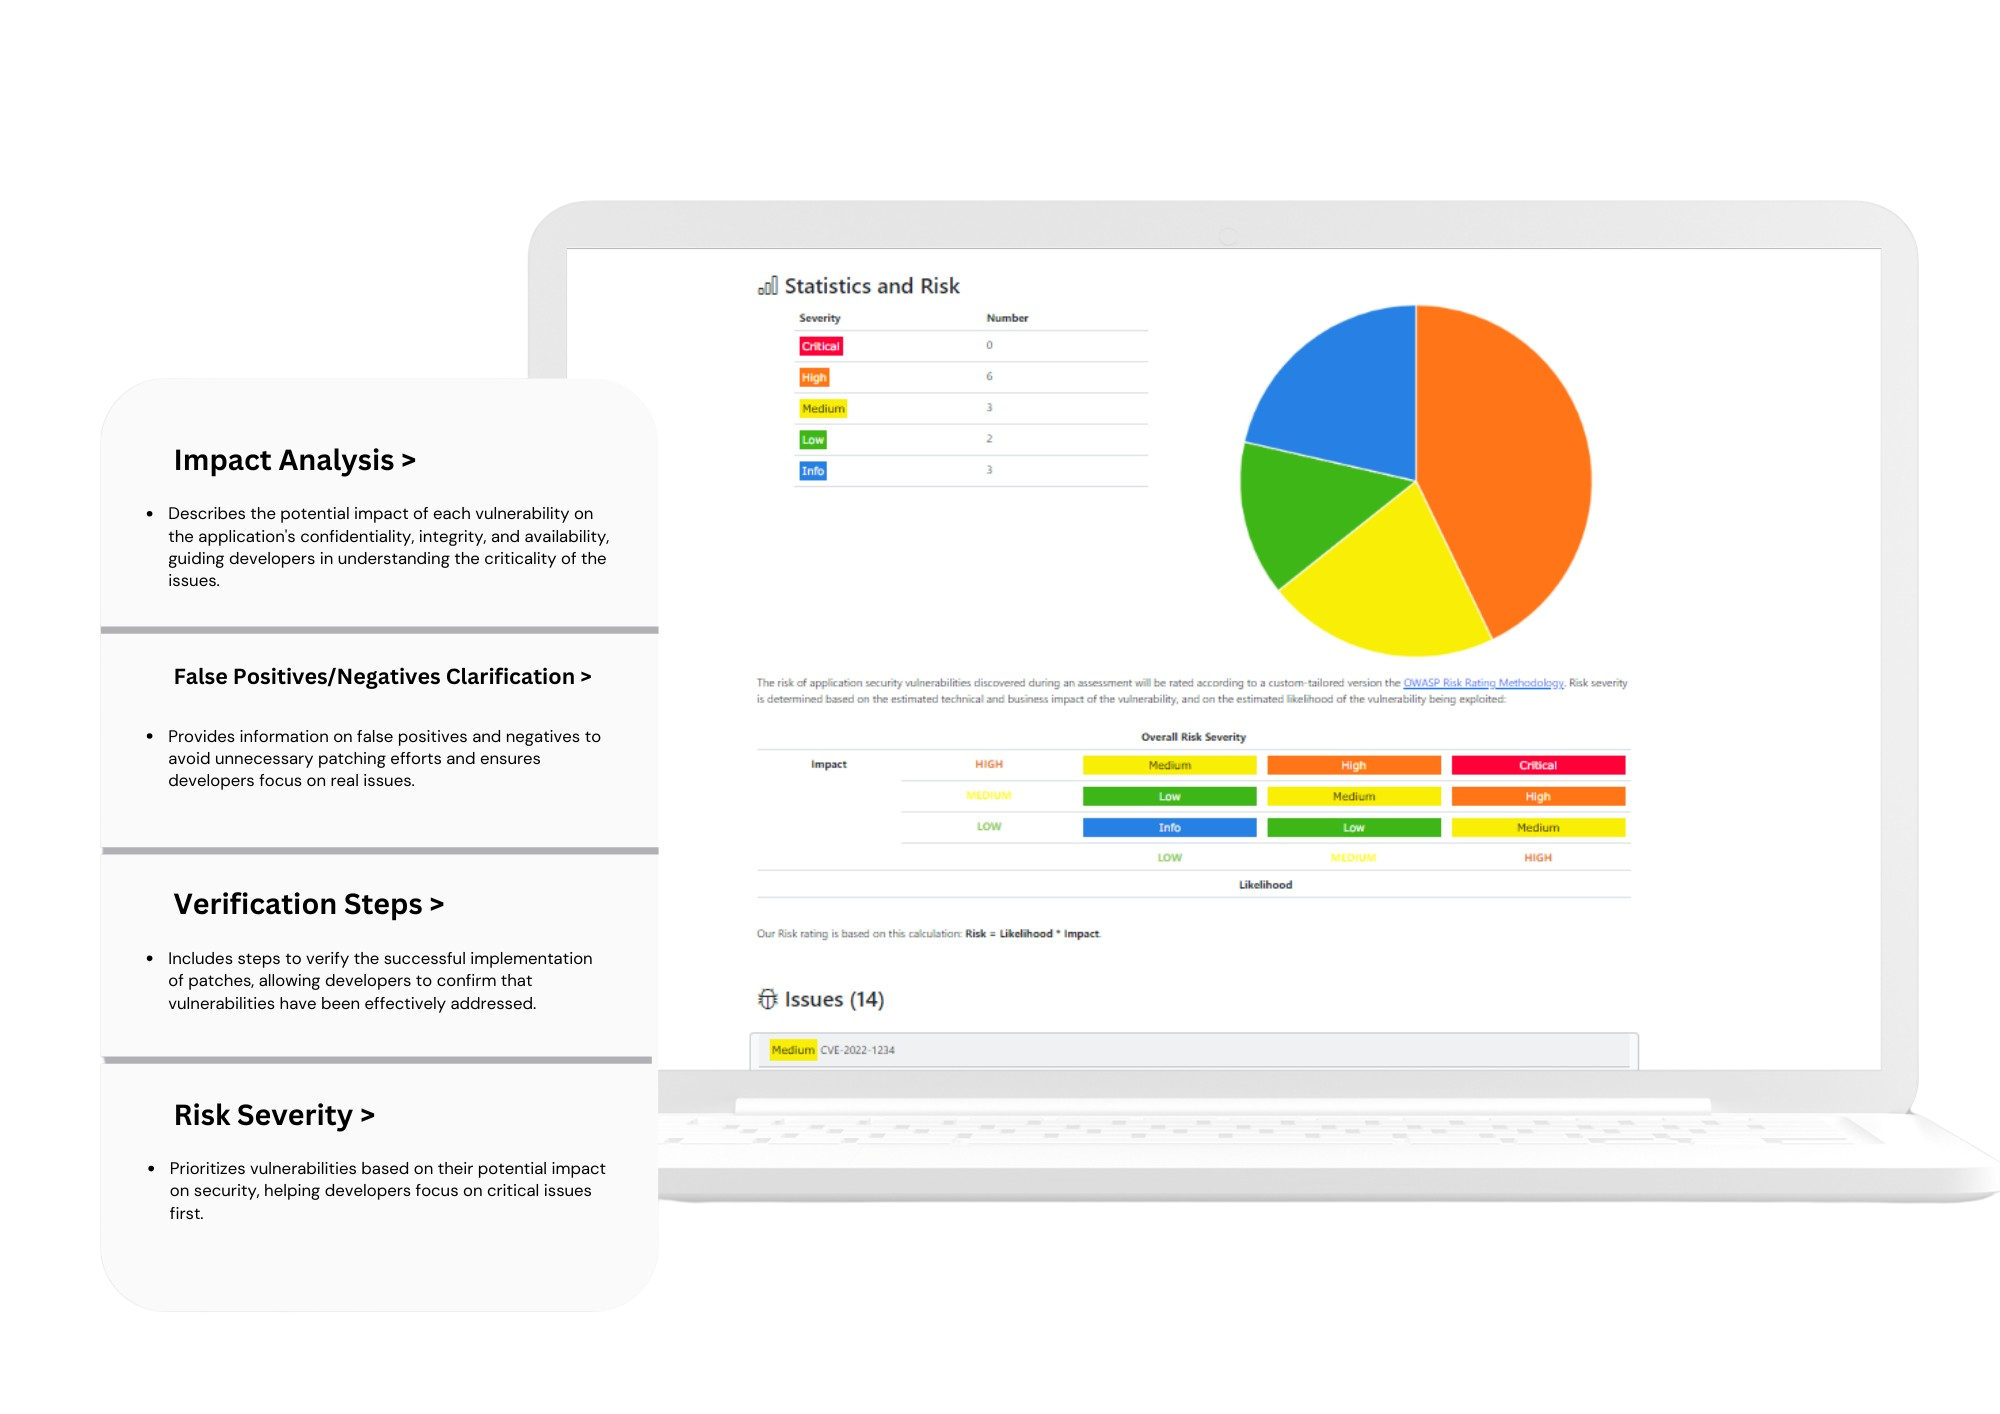 Impact Analysis >
• Describes the potential impact of each vulnerability on
the application's confidentiality, integrity, and availability,
guiding developers in understanding the criticality of the
issues.
False Positives/Negatives Clarification >
• Provides information on false positives and negatives to
avoid unnecessary patching efforts and ensures
developers focus on real issues.
Verification Steps >
• Includes steps to verify the successful implementation
of patches, allowing developers to confirm that
vulnerabilities have been effectively addressed.
Risk Severity >
• Prioritizes vulnerabilities based on their potential impact
on security, helping developers focus on critical issues
first.
Statistics and Risk
Severity Number
Critical 0
High 6
Medium 3
Low 2
Info 3
The risk of application security vulnerabilities discovered during an assessment will be rated according to a custom-tailored version the OWASP Risk Rating Methodology. Risk severity
is determined based on the estimated technical and business impact of the vulnerability, and on the estimated likelihood of the vulnerability being exploited:
Overall Risk Severity
Impact HIGH Medium High Critical
MEDIUM Low Medium High
LOW Info Low Medium
LOW MEDIUM HIGH
Likelihood
Our Risk rating is based on this calculation: Risk = Likelihood * Impact.
Issues (14)
Medium CVE-2022-1234